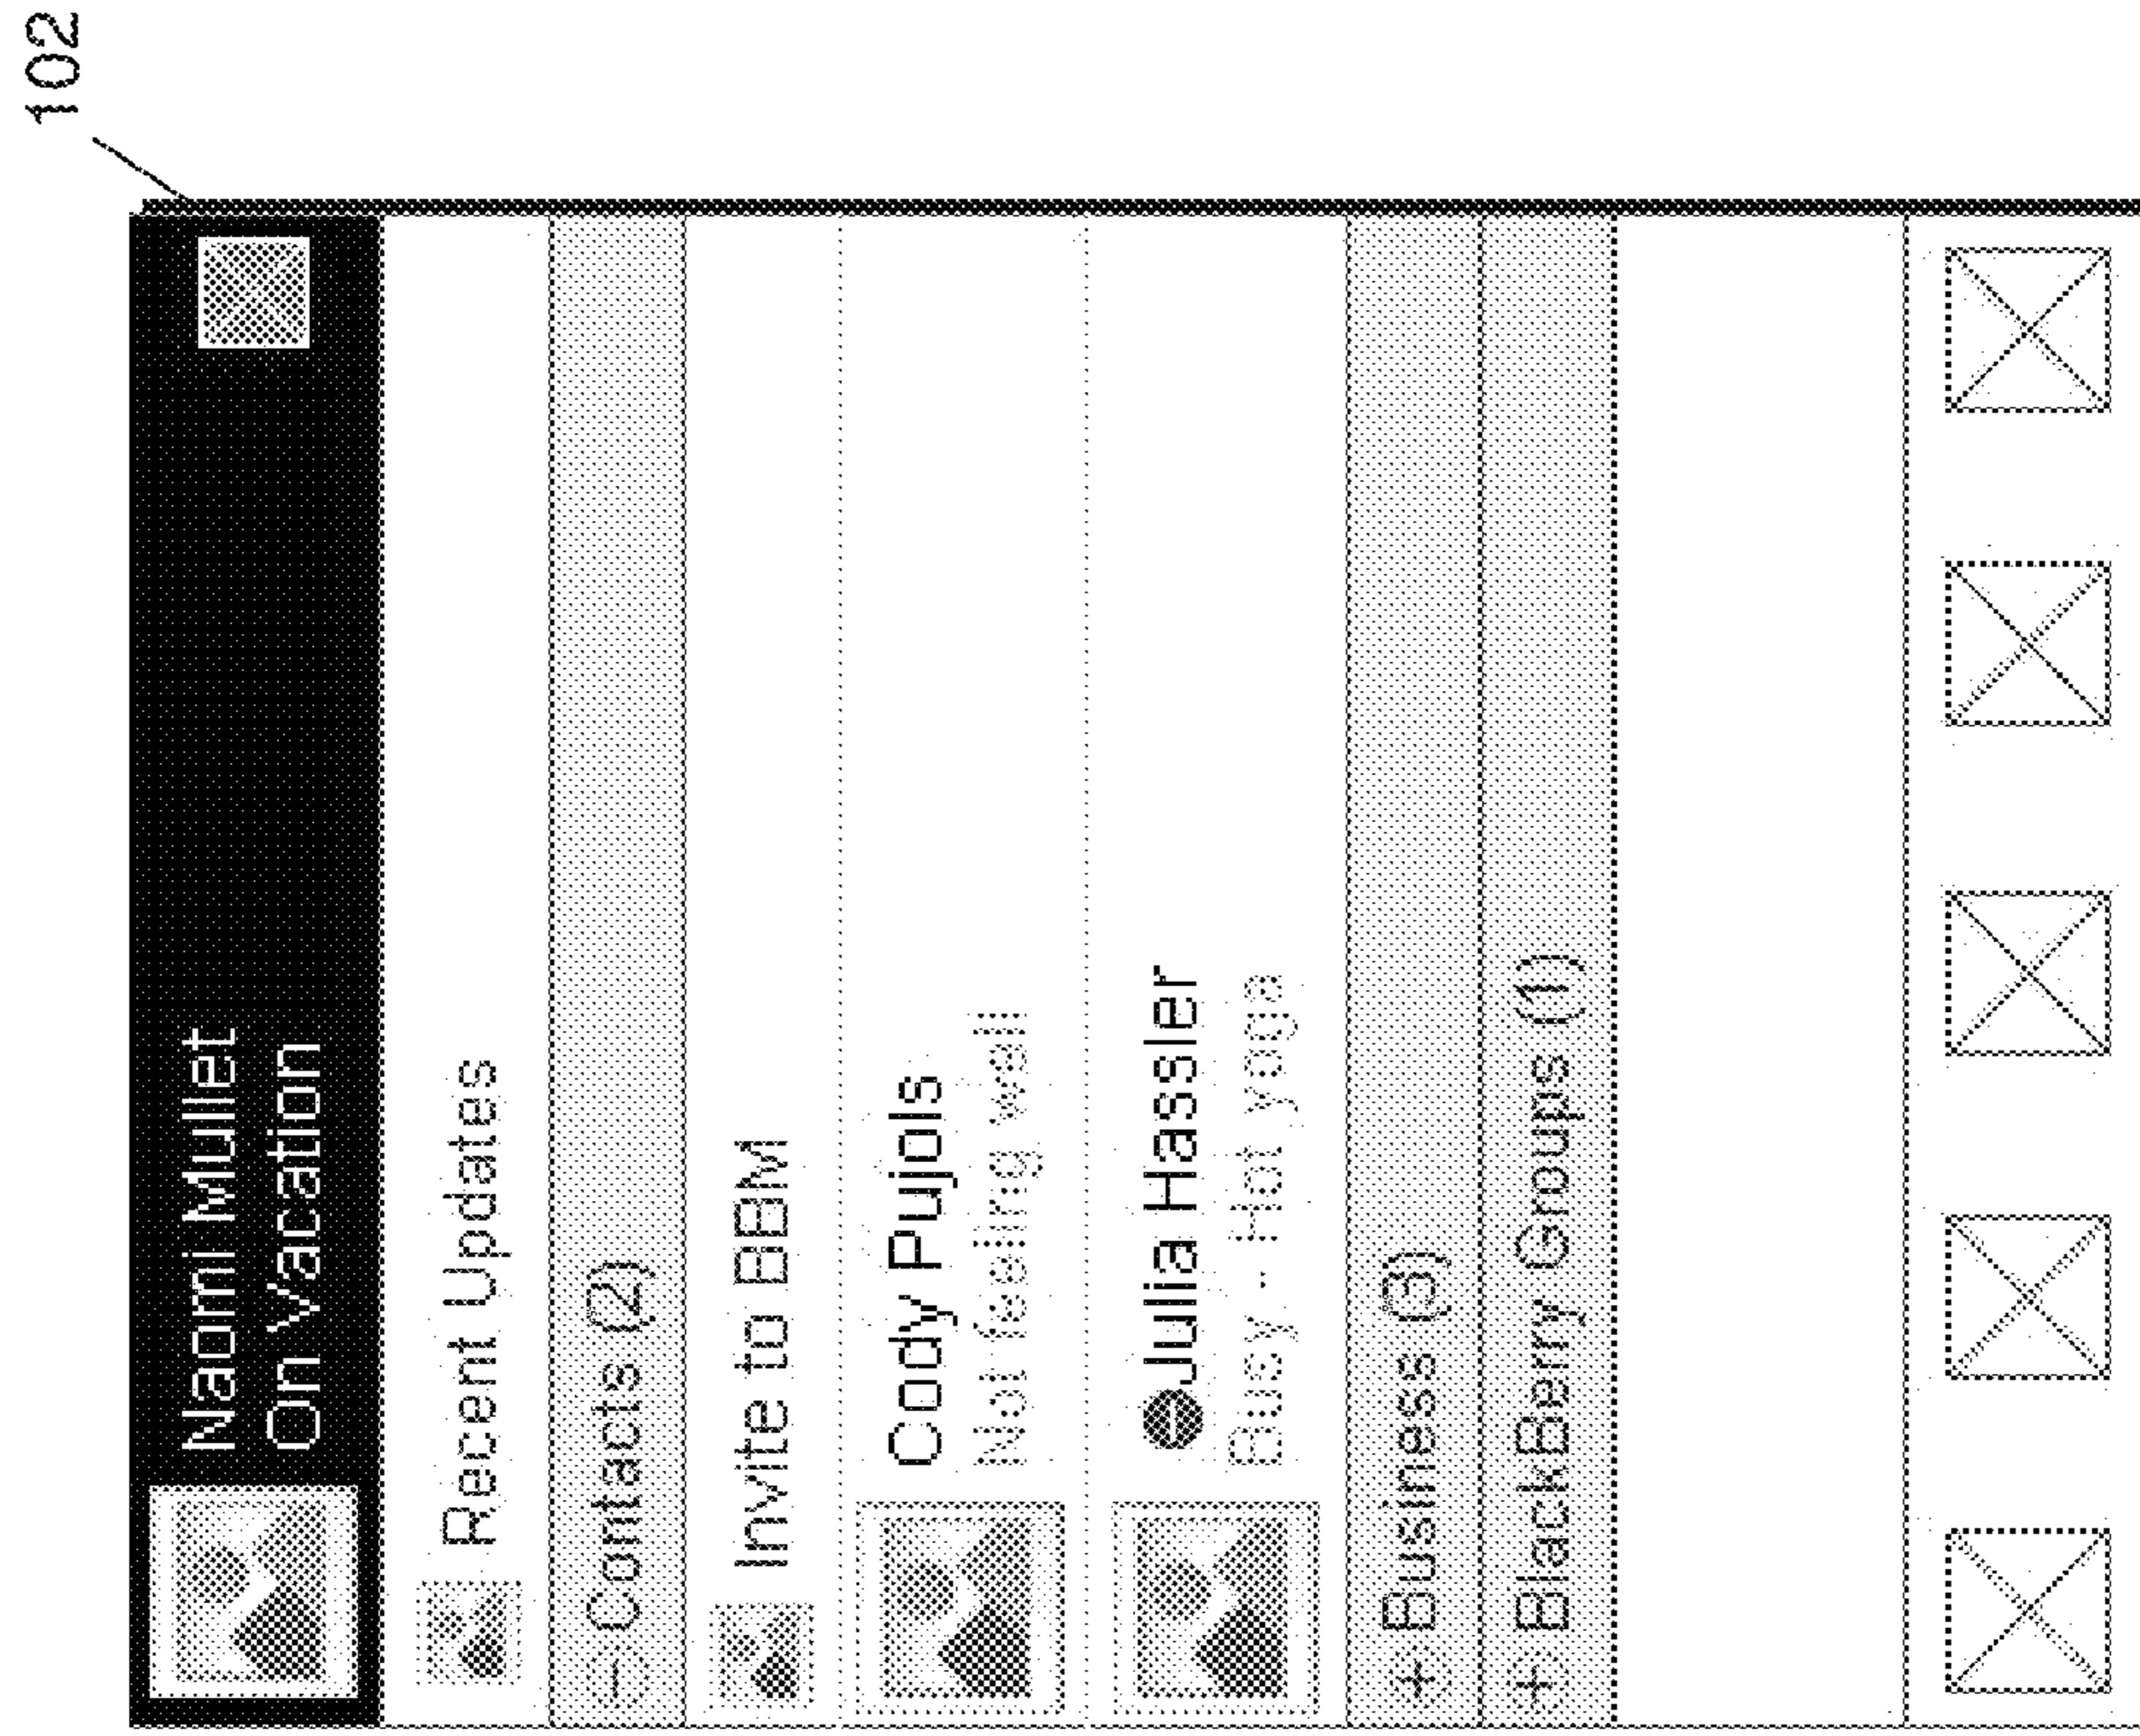 102
Naomi Mullet
On Vacation
Recent Updates
- Contacts (2)
Invite to BBM
Cody Pujols
Not feeling well
Julia Hassler
Busy - Hot yoga
+ Business (3)
+ BlackBerry Groups (1)